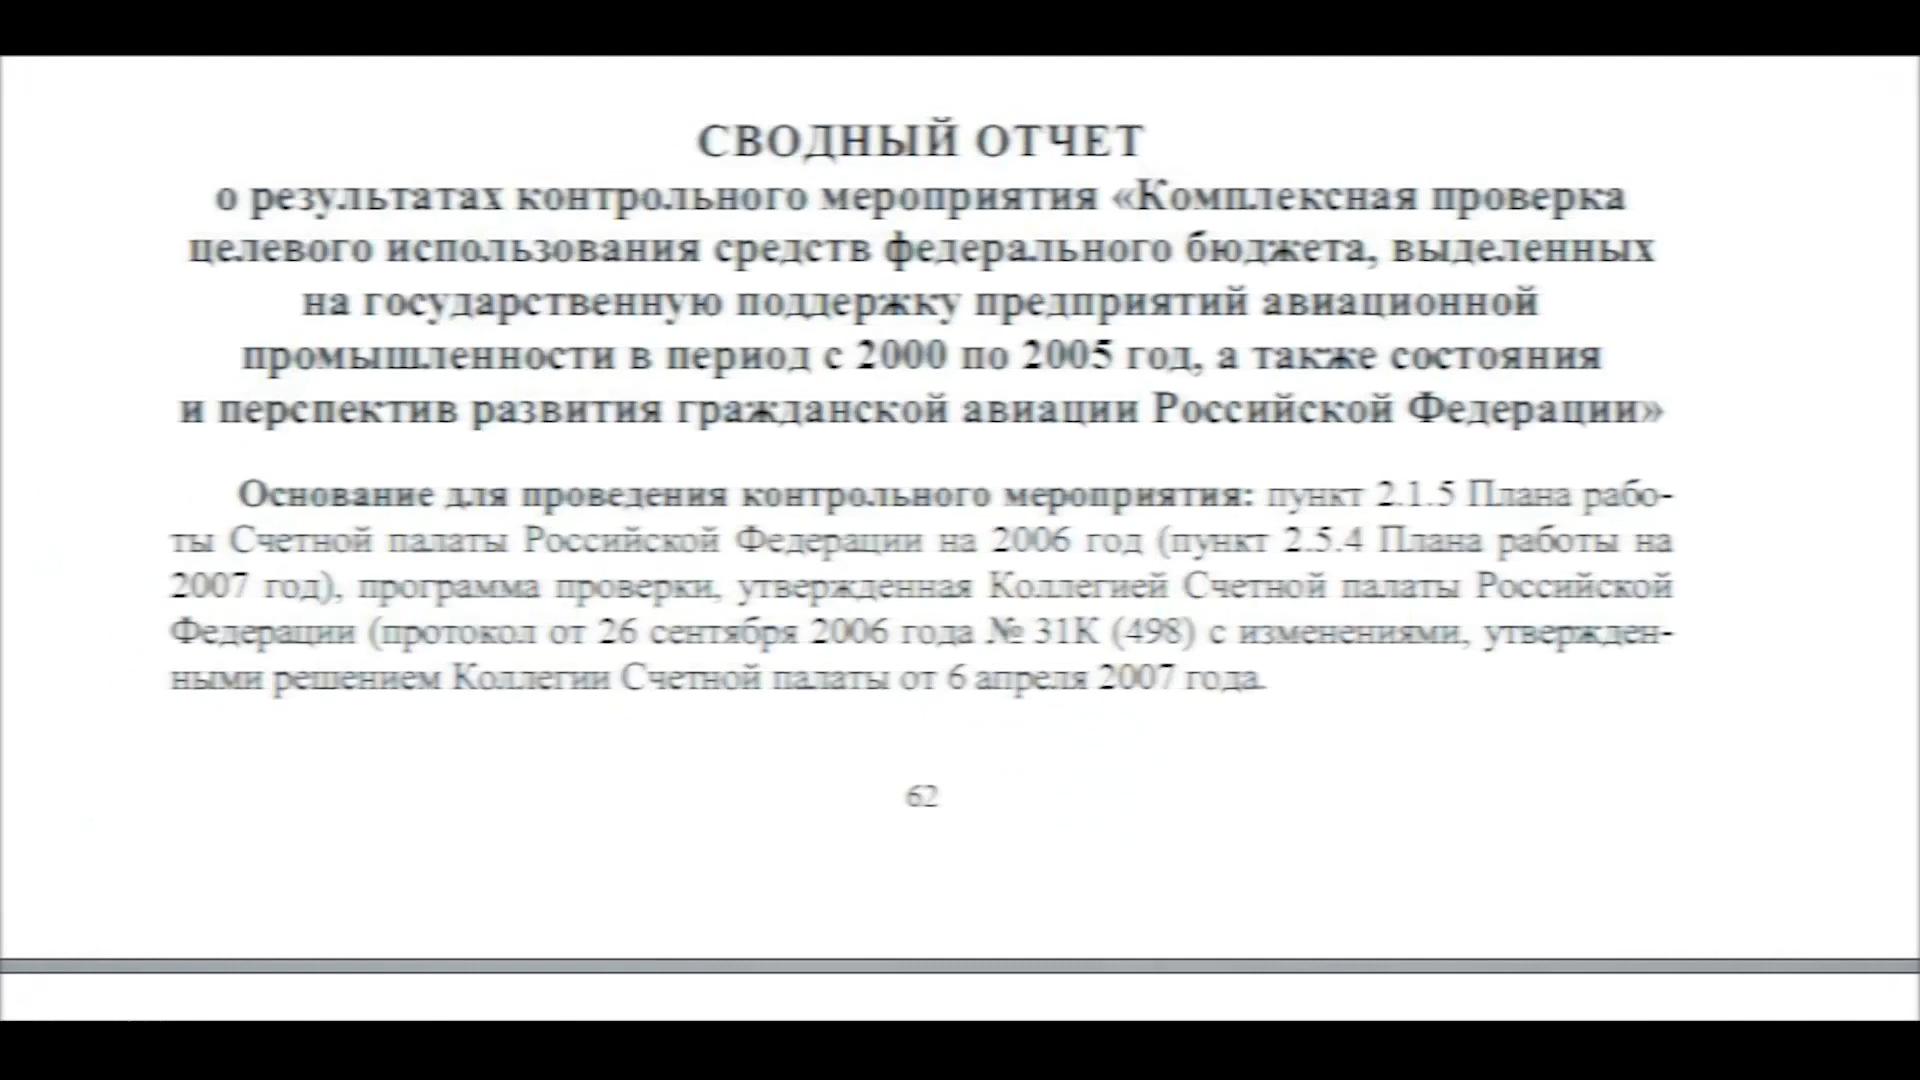 СВОДНЫЙ ОТЧЕТ
о результатах контрольного мероприятия «Комплексная проверка
целевого использования средств федерального бюджета, выделенных
на государственную поддержку предприятий авиационной
промышленности в период с 2000 по 2005 год, а также состояния
и перспектив развития гражданской авиации Российской Федерации»
Основание для проведения контрольного мероприятия: пункт 2.1.5 Плана рабо-
ты Счетной палаты Российской Федерации на 2006 год (пункт 2.5.4 Плана работы на
2007 год), программа проверки, утвержденная Коллегией Счетной палаты Российской
Федерации (протокол от 26 сентября 2006 года № 31К (498) с изменениями, утвержден-
ными решением Коллегии Счетной палаты от 6 апреля 2007 года.
62